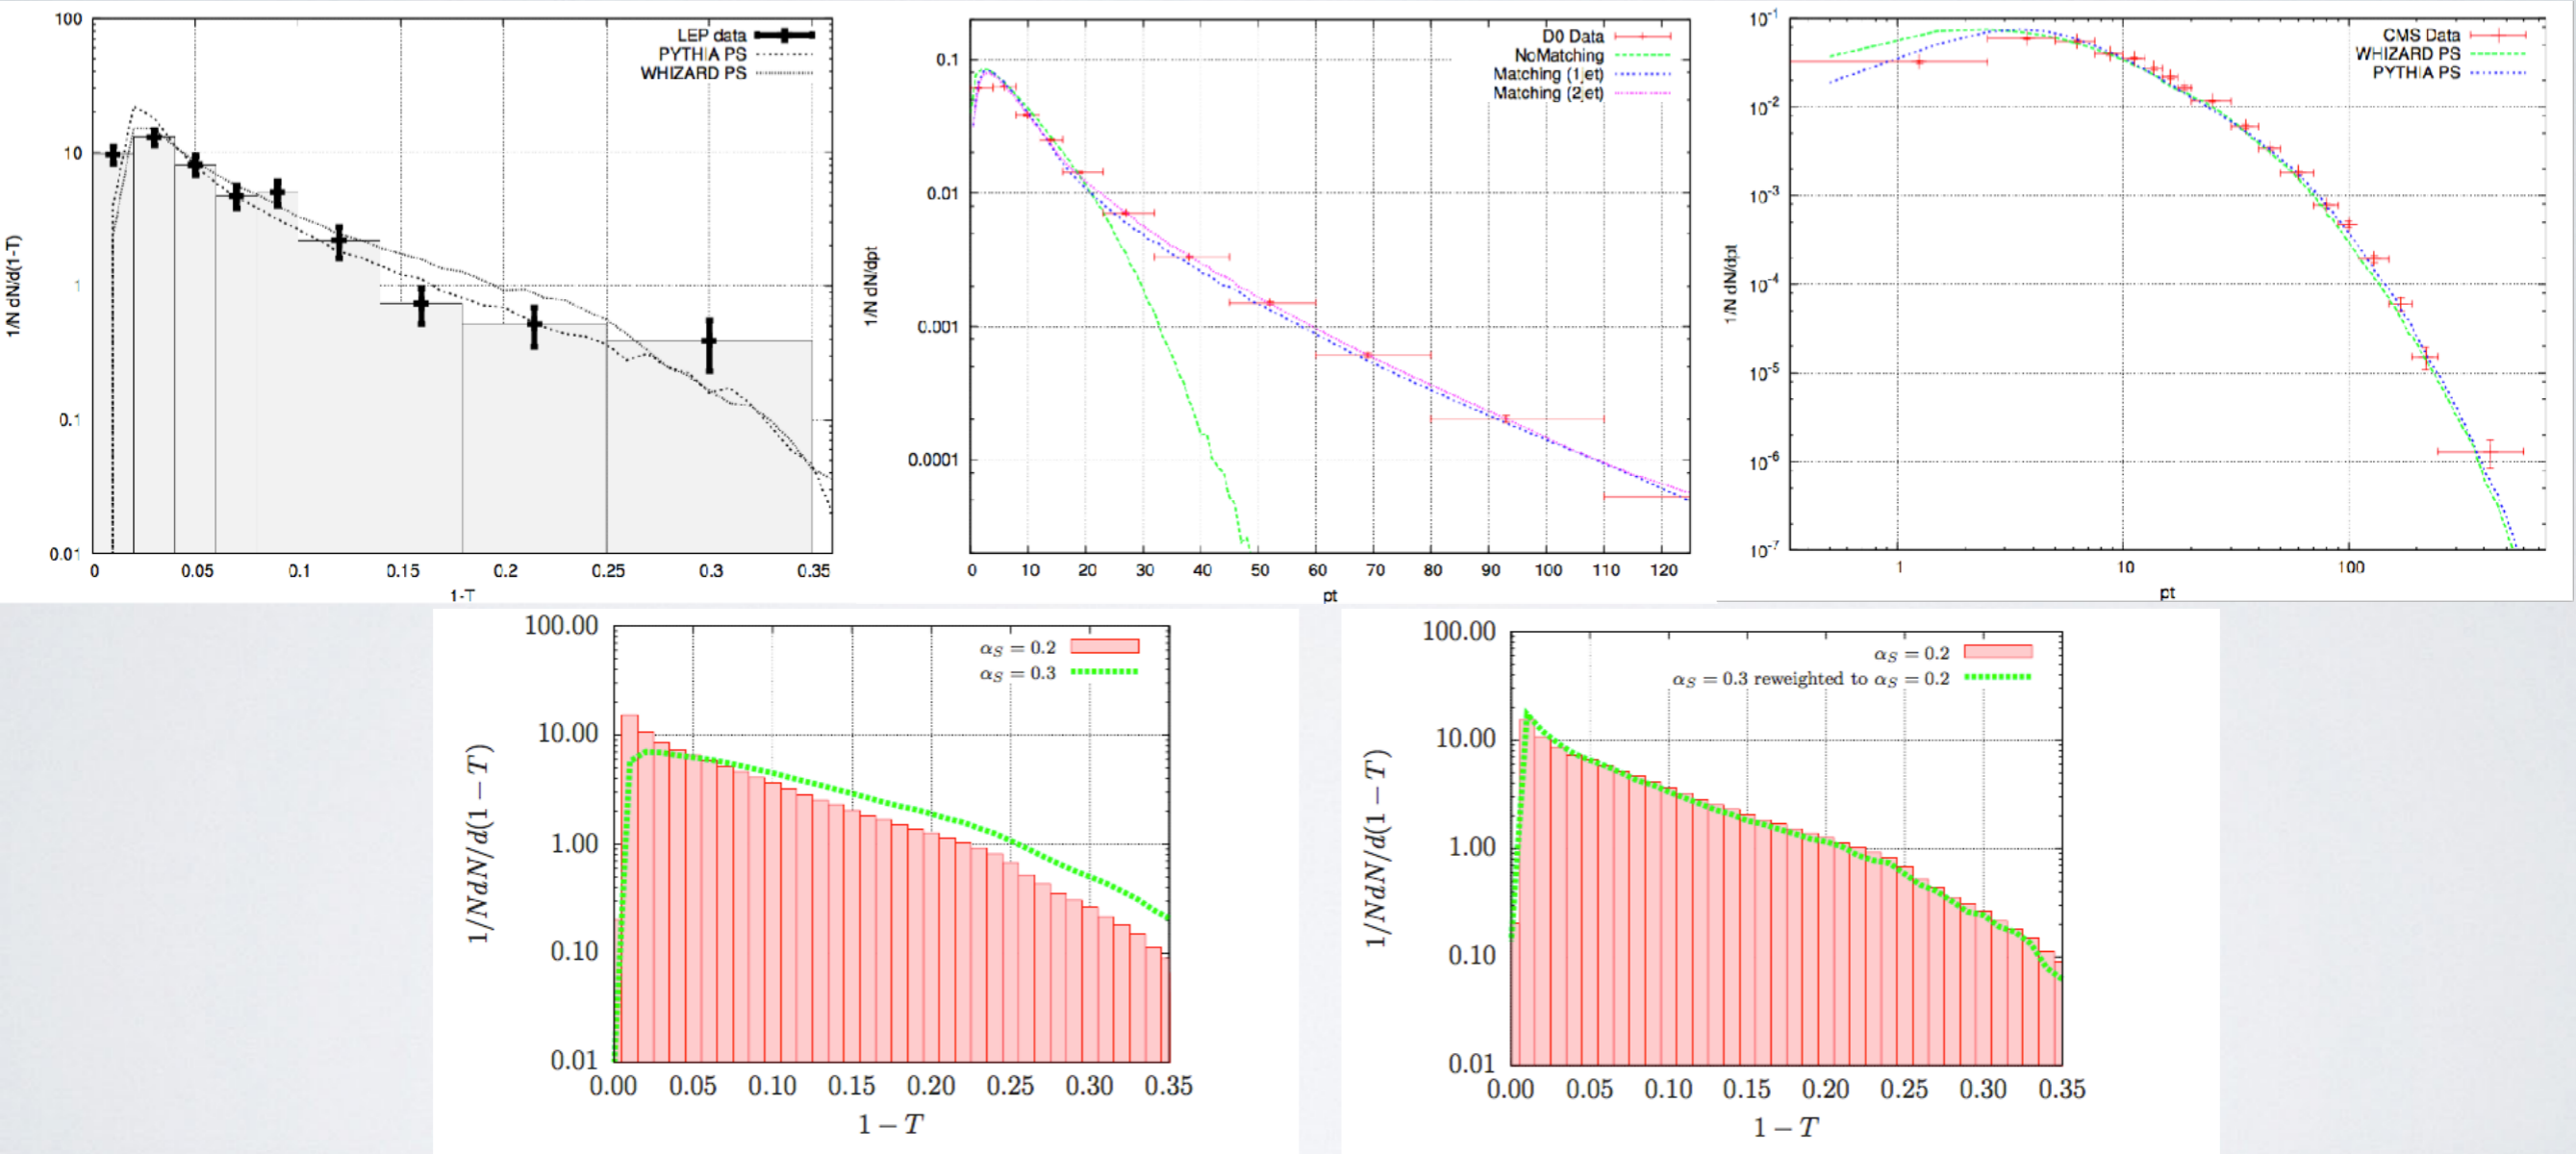 100
10
1
0.1
0.01
1/N dN/d(1-T)
LEP data
PYTHIA PS
WHIZARD PS
0 0.05 0.1 0.15 0.2 0.25 0.3 0.35
1-T
0.1
0.01
0.001
0.0001
1/N dN/dpt
D0 Data
NoMatching
Matching (1jet)
Matching (2jet)
0 10 20 30 40 50 60 70 80 90 100 110 120
pt
10-1
10-2
10-3
10-4
10-5
10-6
10-7
1/N dN/dpt
CMS Data
WHIZARD PS
PYTHIA PS
1 10 100
pt
100.00
10.00
1.00
0.10
0.01
1/NdN/d(1 − T)
αS = 0.2
αS = 0.3
0.00 0.05 0.10 0.15 0.20 0.25 0.30 0.35
1 − T
100.00
10.00
1.00
0.10
0.01
1/NdN/d(1 − T)
αS = 0.2
αS = 0.3 reweighted to αS = 0.2
0.00 0.05 0.10 0.15 0.20 0.25 0.30 0.35
1 − T